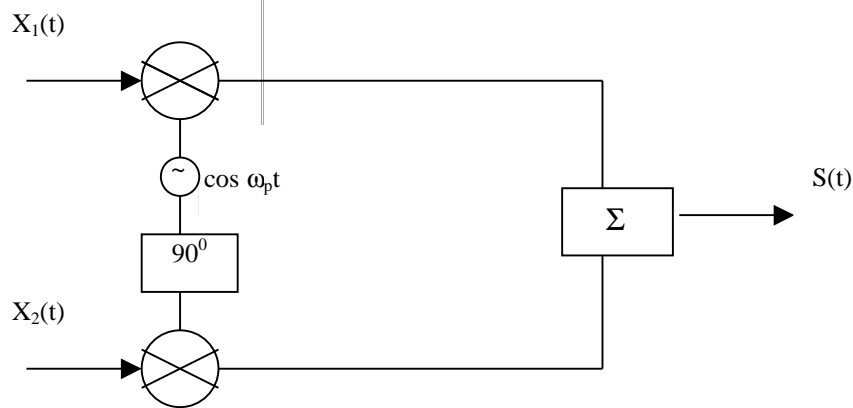 X₁(t)
~
cos ωₚt
S(t)
Σ
90⁰
X₂(t)